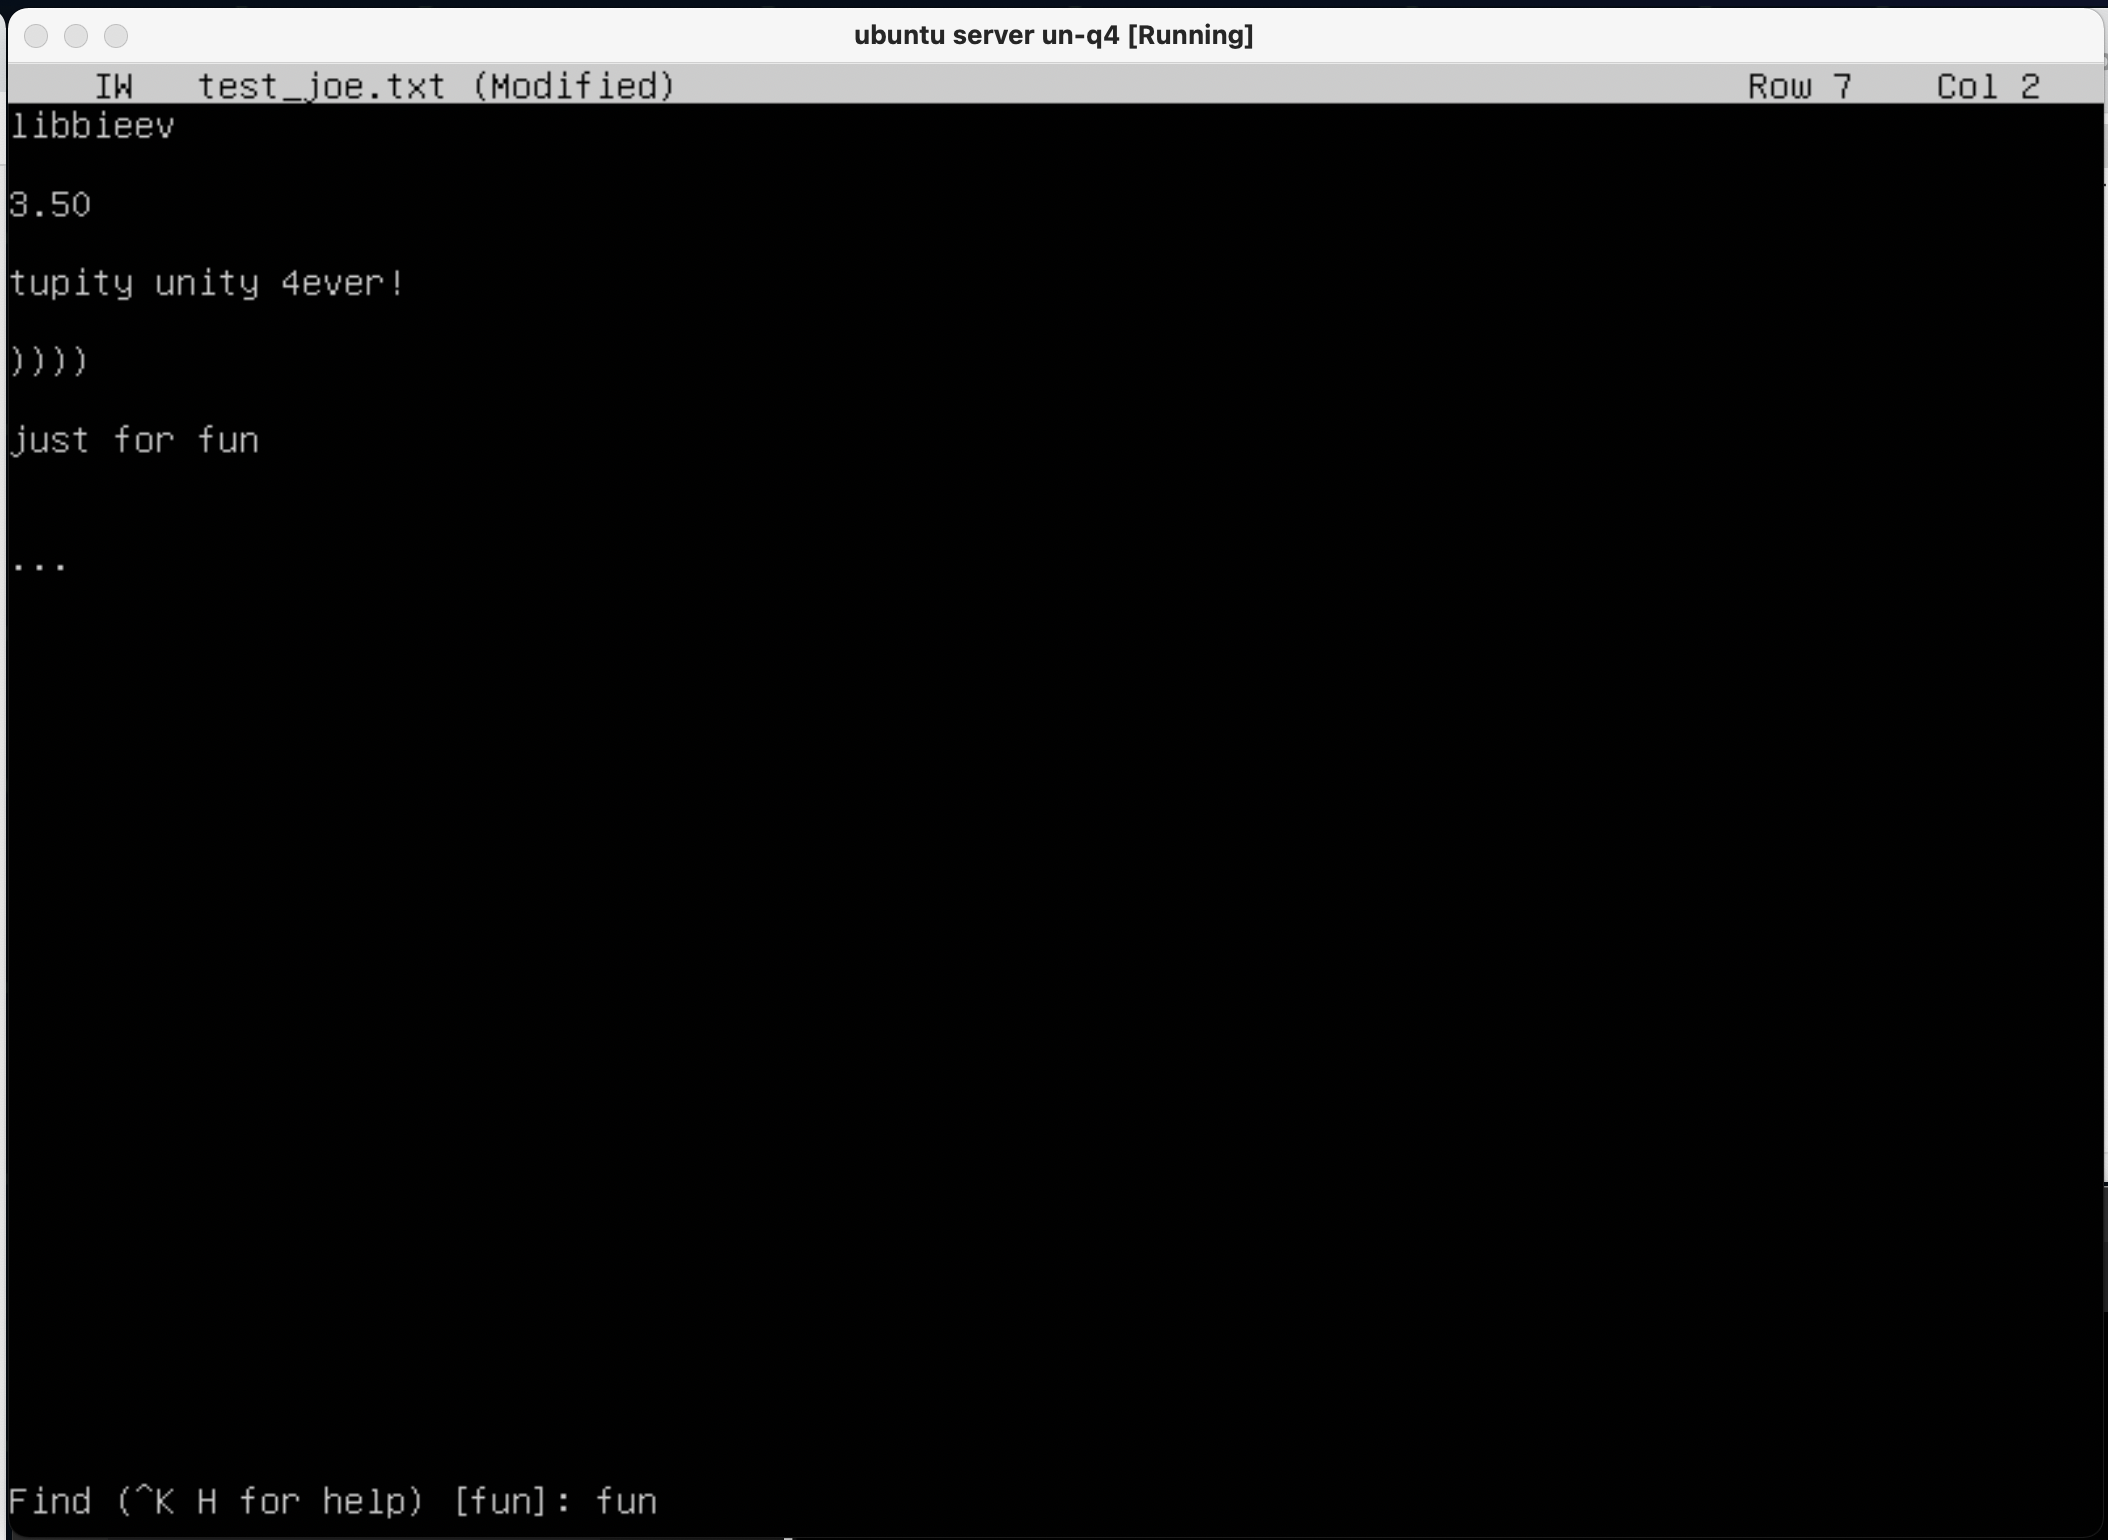 ubuntu server un-q4 [Running]
IW test_joe.txt (Modified) Row 7 Col 2
libbieev
3.50
tupity unity 4ever!
))))
just for fun
...
Find (^K H for help) [fun]: fun